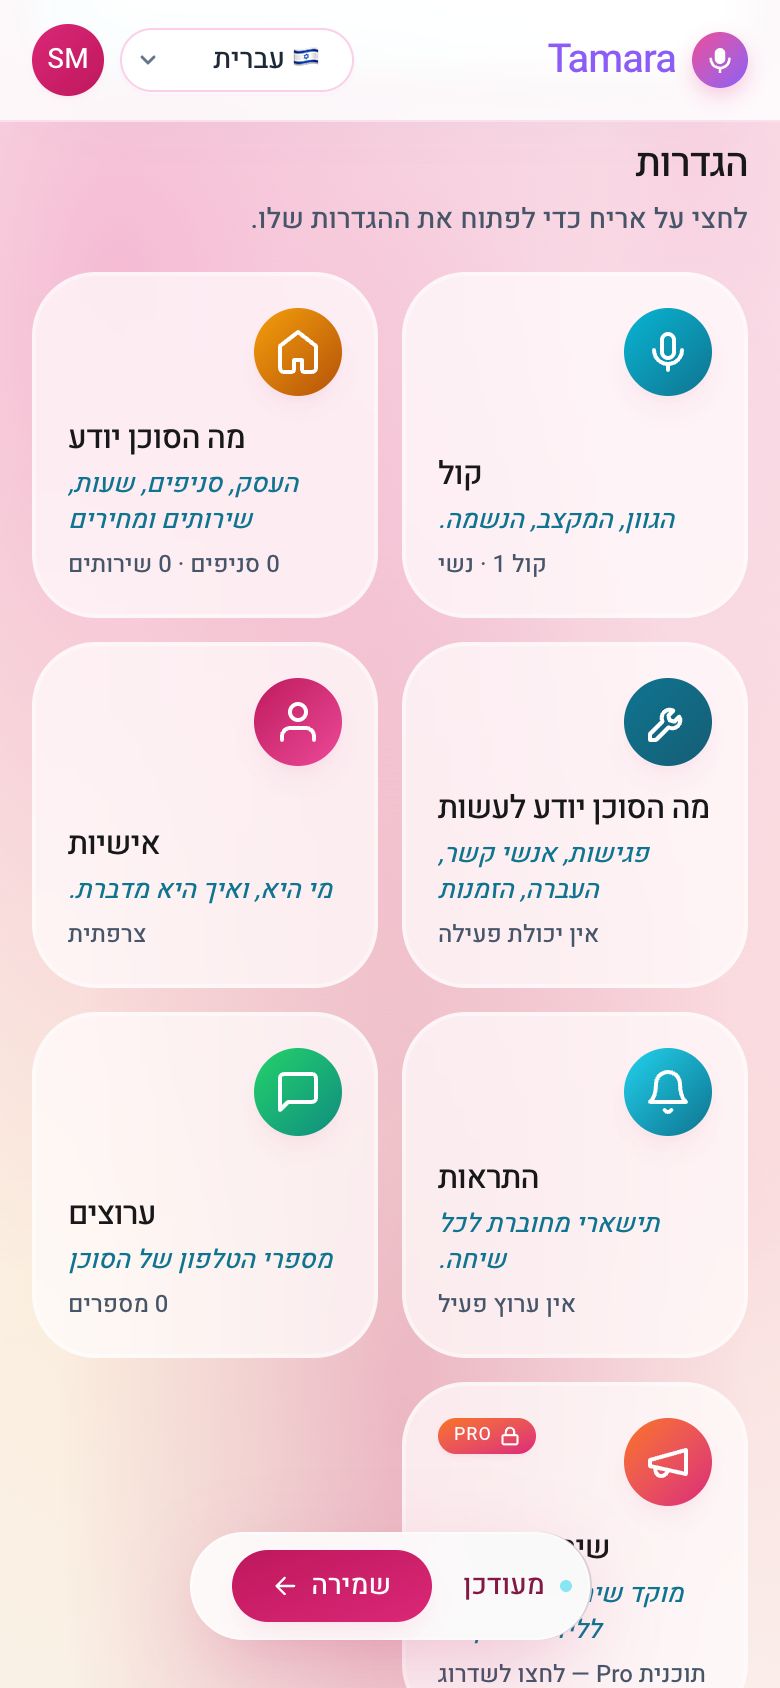 Tamara
🇮🇱 עברית
SM
הגדרות
לחצי על אריח כדי לפתוח את ההגדרות שלו.
קול
הגוון, המקצב, הנשמה.
קול 1 · נשי
מה הסוכן יודע
העסק, סניפים, שעות,
שירותים ומחירים
0 סניפים · 0 שירותים
מה הסוכן יודע לעשות
פגישות, אנשי קשר,
העברה, הזמנות
אין יכולת פעילה
אישיות
מי היא, ואיך היא מדברת.
צרפתית
התראות
תישארי מחוברת לכל
שיחה.
אין ערוץ פעיל
ערוצים
מספרי הטלפון של הסוכן
0 מספרים
PRO
מוקד
תוכנית Pro — לחצו לשדרוג
מעודכן
שמירה ←